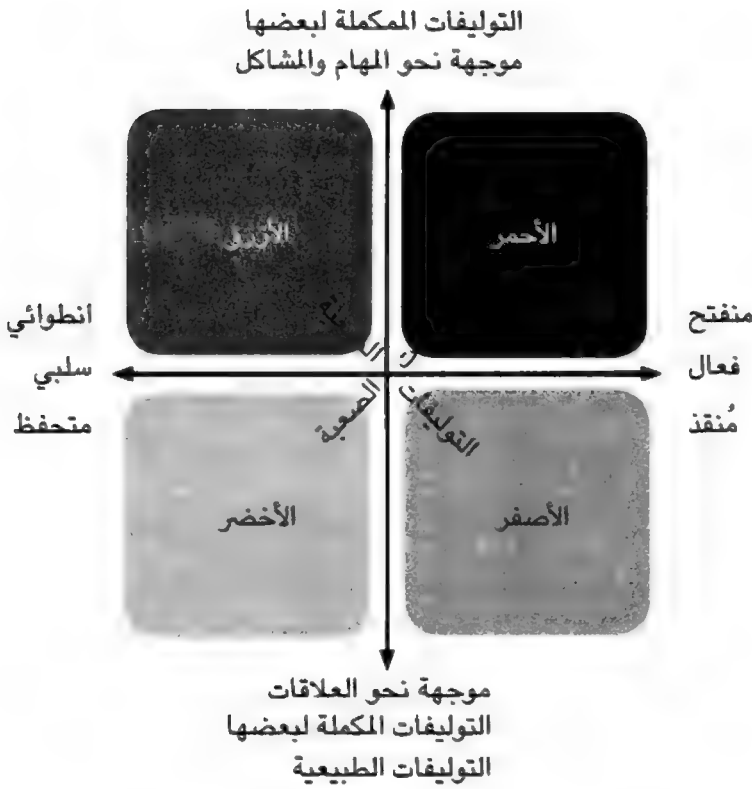 التوليفات المكملة لبعضها
موجهة نحو المهام والمشاكل
الأزرق
الأحمر
منفتح
فعال
مُنقذ
انطوائي
سلبي
متحفظ
التوليفات
الصعبة
الأخضر
الأصفر
موجهة نحو العلاقات
التوليفات المكملة لبعضها
التوليفات الطبيعية